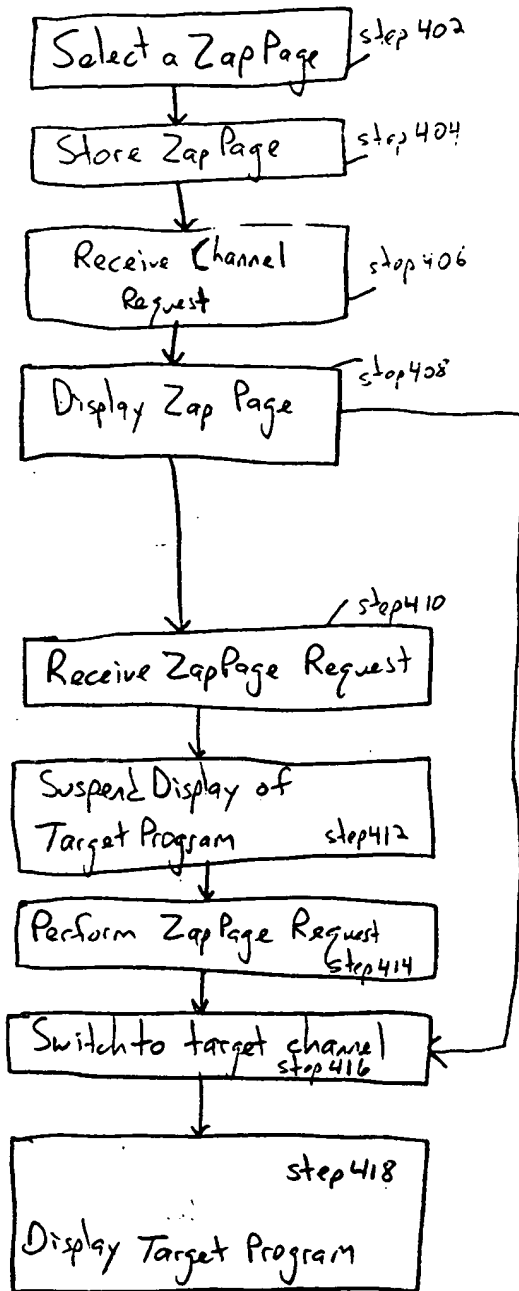 Select a Zap Page
step 402
Store Zap Page
step 404
Receive Channel
Request
step 406
Display Zap Page
step 408
step 410
Receive Zap Page Request
Suspend Display of
Target Program
step 412
Perform Zap Page Request
step 414
Switch to target channel
step 416
step 418
Display Target Program